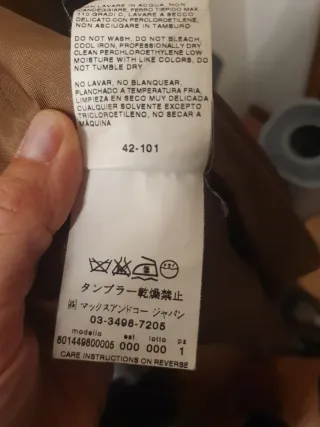 NON LAVARE IN ACQUA, NON
CANDEGGIARE, FERRO TIEPIDO MAX
110 GRADI C, LAVARE A SECCO
DELICATO CON PERCLOROETILENE,
NON ASCIUGARE IN TAMBURO
DO NOT WASH, DO NOT BLEACH,
COOL IRON, PROFESSIONALLY DRY
CLEAN PERCHLOROETHYLENE LOW
MOISTURE WITH LIKE COLORS, DO
NOT TUMBLE DRY
NO LAVAR, NO BLANQUEAR,
PLANCHADO A TEMPERATURA FRIA,
LIMPIEZA EN SECO MUY DELICADA
CUALQUIER SOLVENTE EXCEPTO
TRICLOROETILENO, NO SECAR A
MÀQUINA
42-101
タンブラー乾燥禁止
(株) マックスアンドコー ジャパン
03-3498-7205
modello est lotto pz
801449800005 000 000 1
CARE INSTRUCTIONS ON REVERSE